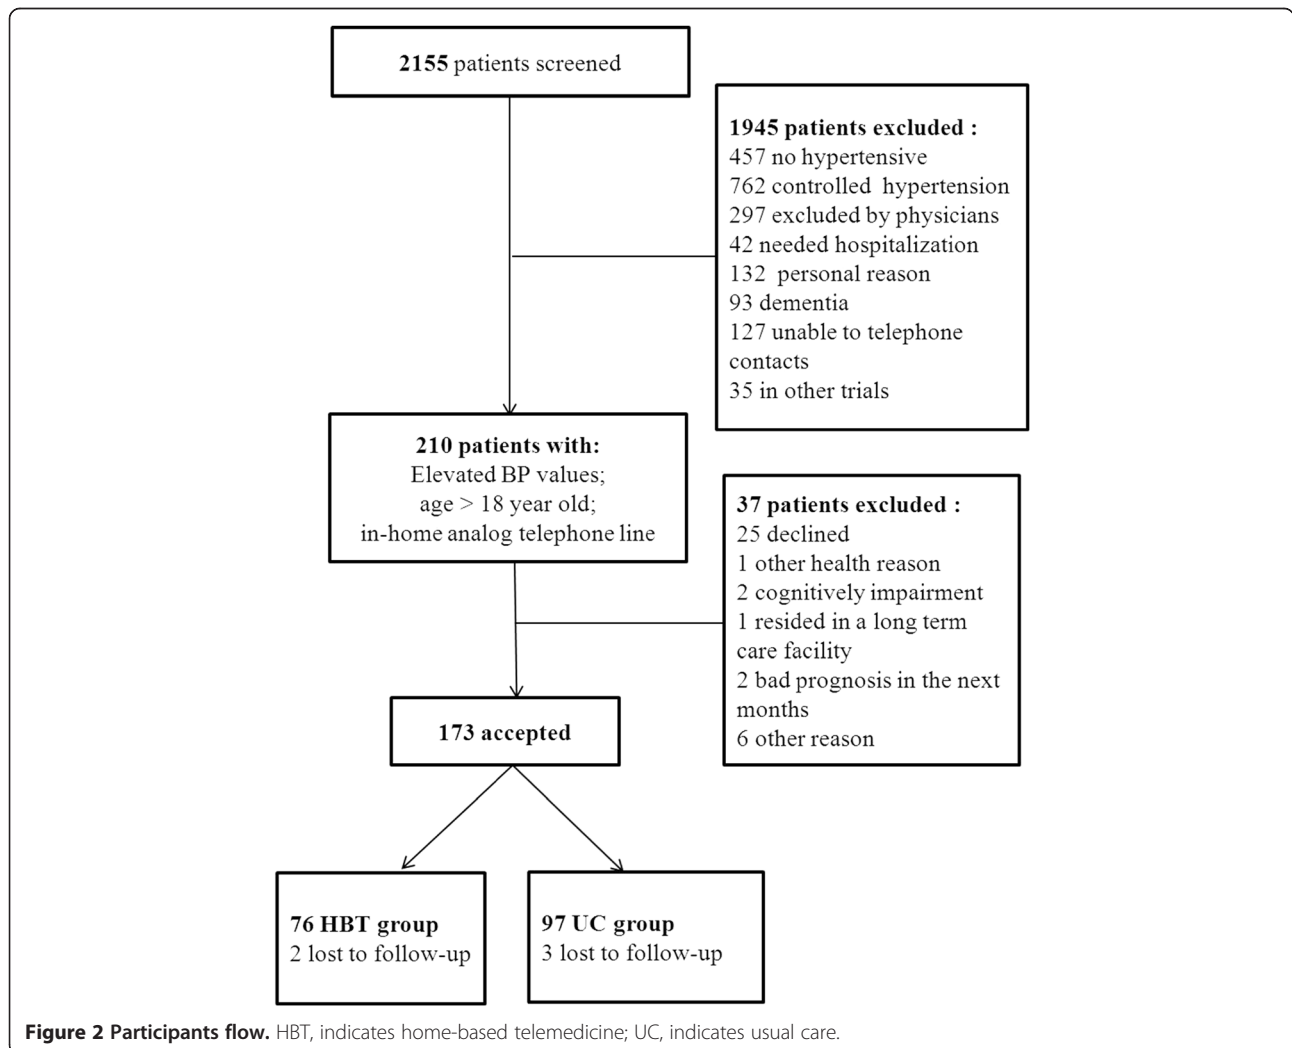 2155 patients screened
1945 patients excluded :
457 no hypertensive
762 controlled hypertension
297 excluded by physicians
42 needed hospitalization
132 personal reason
93 dementia
127 unable to telephone
contacts
35 in other trials
210 patients with:
Elevated BP values;
age > 18 year old;
in-home analog telephone line
37 patients excluded :
25 declined
1 other health reason
2 cognitively impairment
1 resided in a long term
care facility
2 bad prognosis in the next
months
6 other reason
173 accepted
76 HBT group
2 lost to follow-up
97 UC group
3 lost to follow-up
Figure 2 Participants flow. HBT, indicates home-based telemedicine; UC, indicates usual care.